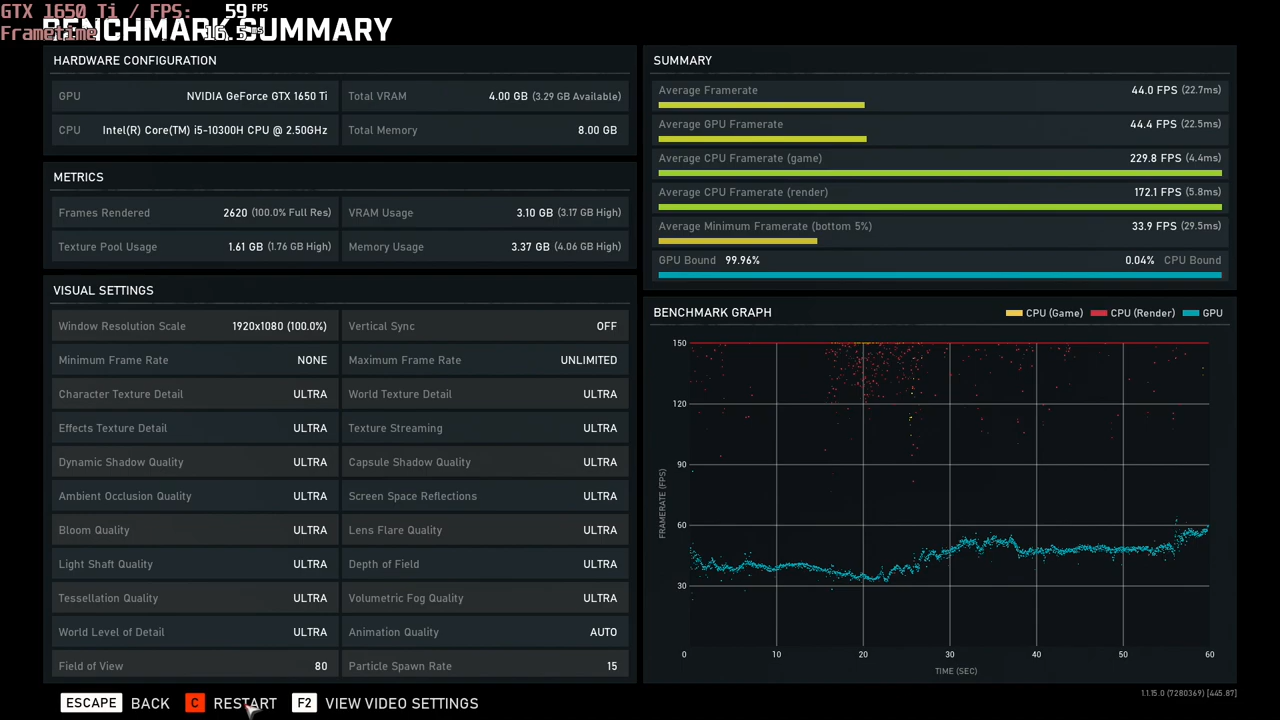 GTX 1650 Ti / FPS: 59 FPS
Frametime 16.5 ms
BENCHMARK SUMMARY
HARDWARE CONFIGURATION
GPU NVIDIA GeForce GTX 1650 Ti Total VRAM 4.00 GB (3.29 GB Available)
CPU Intel(R) Core(TM) i5-10300H CPU @ 2.50GHz Total Memory 8.00 GB
METRICS
Frames Rendered 2620 (100.0% Full Res) VRAM Usage 3.10 GB (3.17 GB High)
Texture Pool Usage 1.61 GB (1.76 GB High) Memory Usage 3.37 GB (4.06 GB High)
VISUAL SETTINGS
Window Resolution Scale 1920x1080 (100.0%) Vertical Sync OFF
Minimum Frame Rate NONE Maximum Frame Rate UNLIMITED
Character Texture Detail ULTRA World Texture Detail ULTRA
Effects Texture Detail ULTRA Texture Streaming ULTRA
Dynamic Shadow Quality ULTRA Capsule Shadow Quality ULTRA
Ambient Occlusion Quality ULTRA Screen Space Reflections ULTRA
Bloom Quality ULTRA Lens Flare Quality ULTRA
Light Shaft Quality ULTRA Depth of Field ULTRA
Tessellation Quality ULTRA Volumetric Fog Quality ULTRA
World Level of Detail ULTRA Animation Quality AUTO
Field of View 80 Particle Spawn Rate 15
SUMMARY
Average Framerate 44.0 FPS (22.7ms)
Average GPU Framerate 44.4 FPS (22.5ms)
Average CPU Framerate (game) 229.8 FPS (4.4ms)
Average CPU Framerate (render) 172.1 FPS (5.8ms)
Average Minimum Framerate (bottom 5%) 33.9 FPS (29.5ms)
GPU Bound 99.96% 0.04% CPU Bound
BENCHMARK GRAPH CPU (Game) CPU (Render) GPU
150
120
90
60
30
FRAMERATE (FPS)
0 10 20 30 40 50 60
TIME (SEC)
ESCAPE BACK C RESTART F2 VIEW VIDEO SETTINGS
1.1.15.0 (7280369) [445.87]